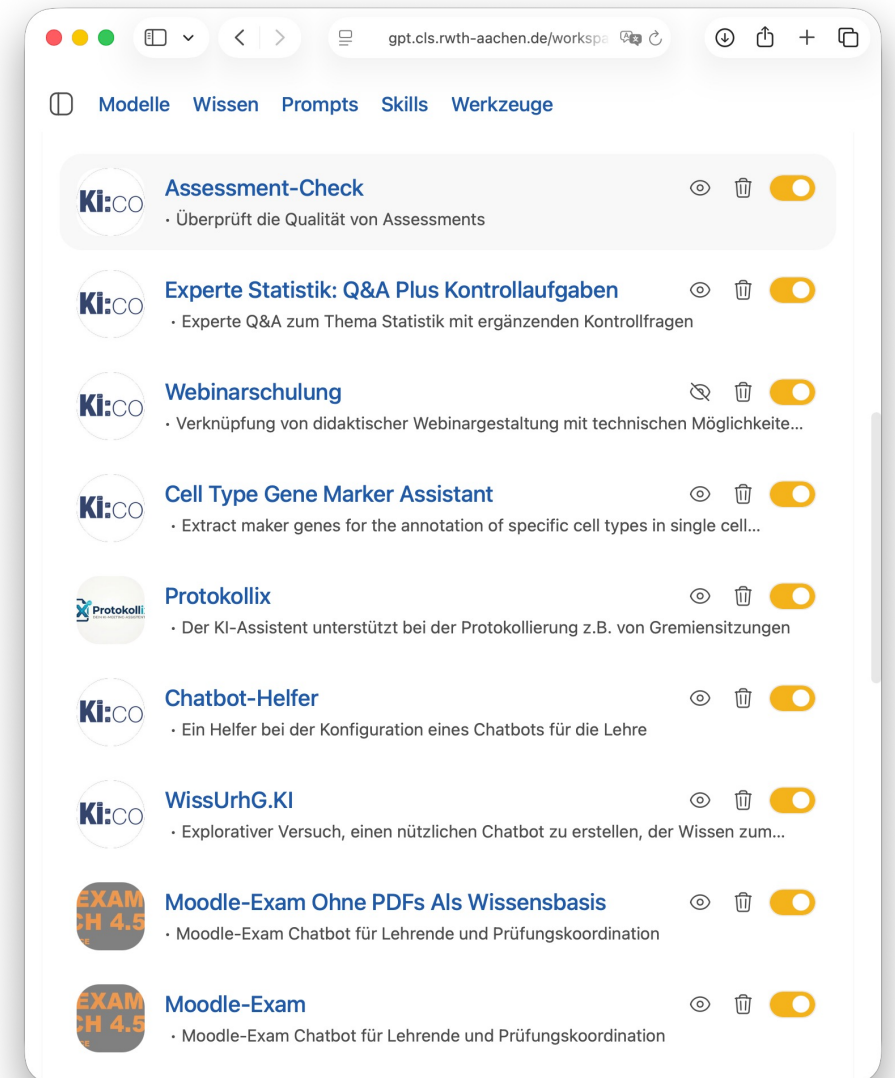 gpt.cls.rwth-aachen.de/workspa
Modelle Wissen Prompts Skills Werkzeuge
Ki:co
Assessment-Check
· Überprüft die Qualität von Assessments
Ki:co
Experte Statistik: Q&A Plus Kontrollaufgaben
· Experte Q&A zum Thema Statistik mit ergänzenden Kontrollfragen
Ki:co
Webinarschulung
· Verknüpfung von didaktischer Webinargestaltung mit technischen Möglichkeite...
Ki:co
Cell Type Gene Marker Assistant
· Extract maker genes for the annotation of specific cell types in single cell...
Protokolli
Protokollix
· Der KI-Assistent unterstützt bei der Protokollierung z.B. von Gremiensitzungen
Ki:co
Chatbot-Helfer
· Ein Helfer bei der Konfiguration eines Chatbots für die Lehre
Ki:co
WissUrhG.KI
· Explorativer Versuch, einen nützlichen Chatbot zu erstellen, der Wissen zum...
EXAM
CH 4.5
Moodle-Exam Ohne PDFs Als Wissensbasis
· Moodle-Exam Chatbot für Lehrende und Prüfungskoordination
EXAM
CH 4.5
Moodle-Exam
· Moodle-Exam Chatbot für Lehrende und Prüfungskoordination